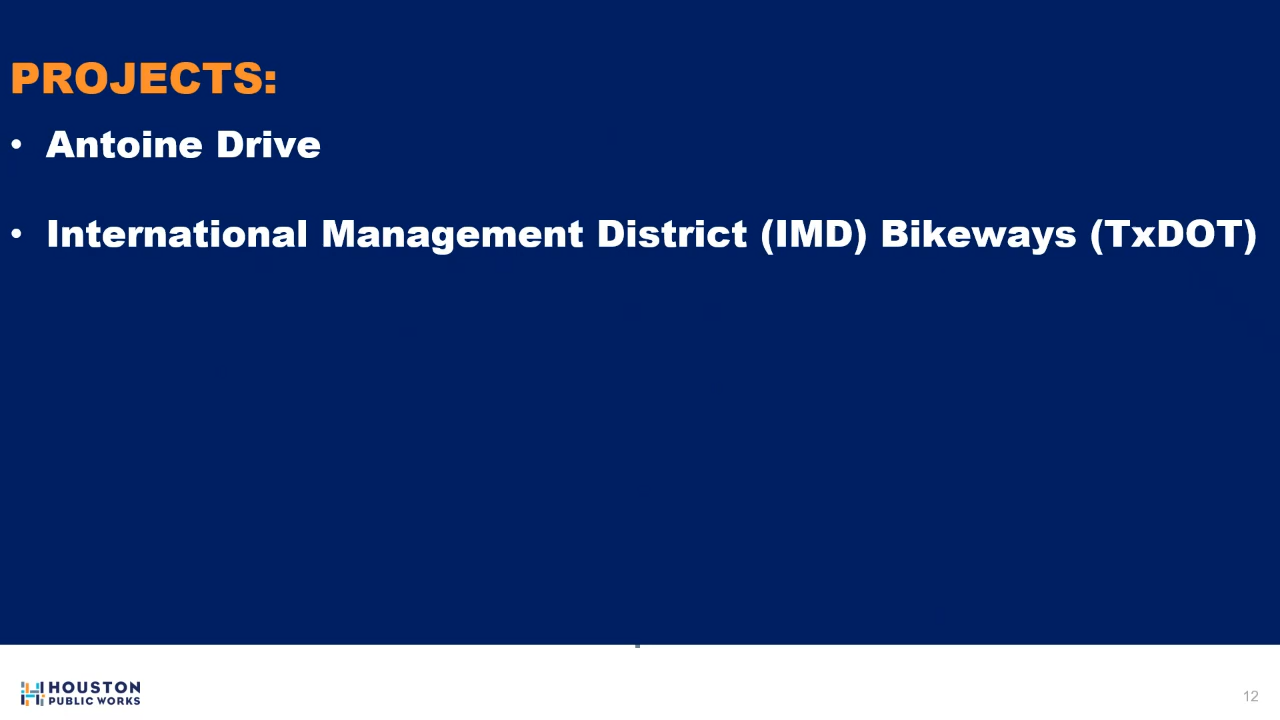 PROJECTS:
• Antoine Drive
• International Management District (IMD) Bikeways (TxDOT)
HOUSTON
PUBLIC WORKS
12